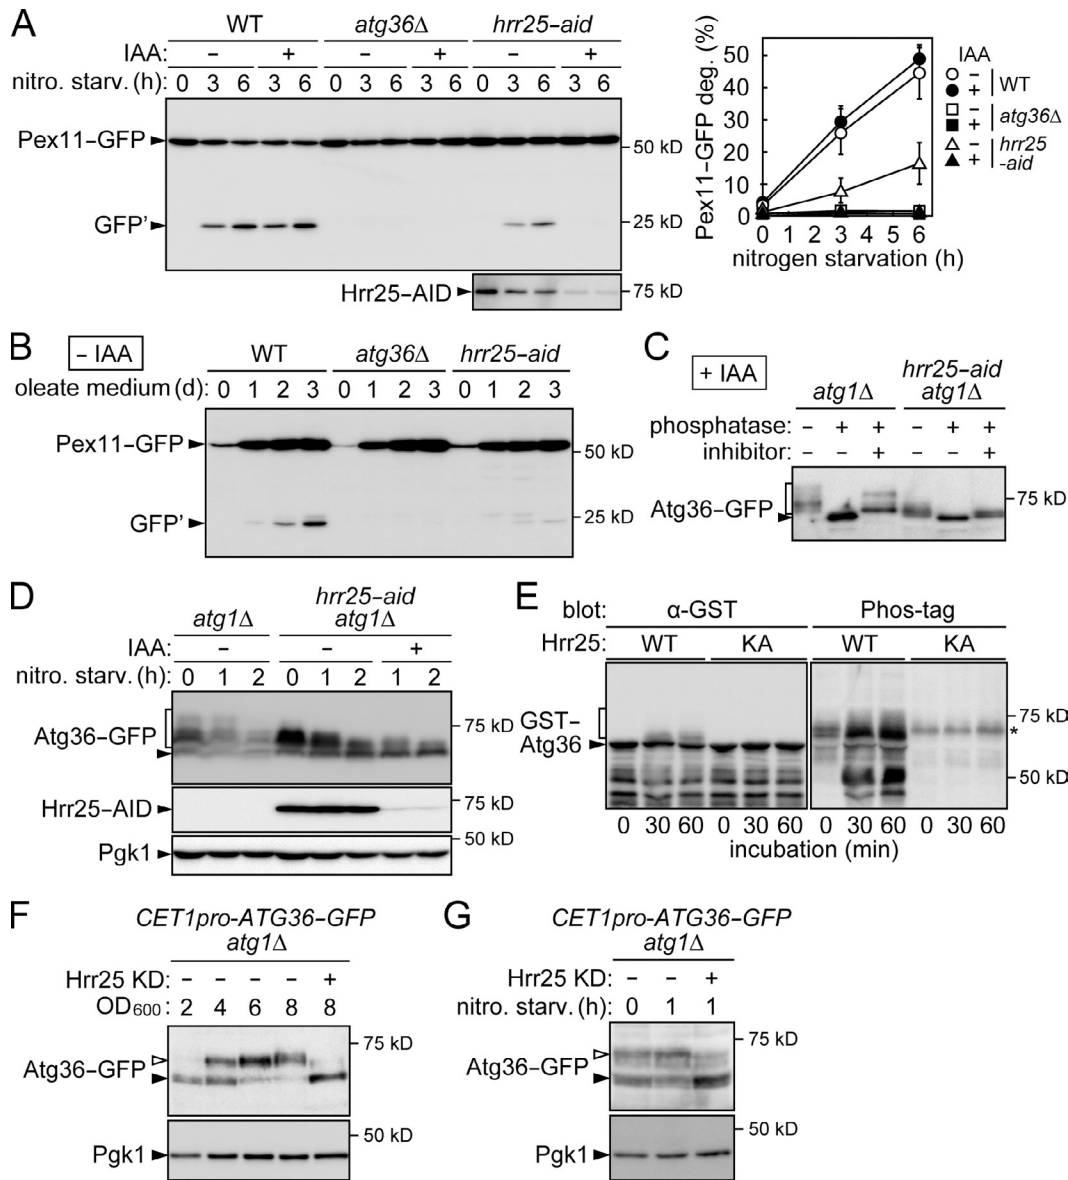 A
WT atg36Δ hrr25-aid
IAA: – + – + – +
nitro. starv. (h) 0 3 6 3 6 0 3 6 3 6 0 3 6 3 6
Pex11-GFP
50 kD
GFP'
25 kD
Hrr25-AID
75 kD
Pex11-GFP deg. (%)
50
40
30
20
10
0
0 1 2 3 4 5 6
nitrogen starvation (h)
IAA
– WT
+
– atg36Δ
+
– hrr25
+ -aid
B
– IAA
WT atg36Δ hrr25-aid
oleate medium (d): 0 1 2 3 0 1 2 3 0 1 2 3
Pex11-GFP
50 kD
GFP'
25 kD
C
+ IAA
hrr25-aid
atg1Δ atg1Δ
phosphatase: – + + – + +
inhibitor: – – + – – +
Atg36-GFP
75 kD
D
hrr25-aid
atg1Δ atg1Δ
IAA: – – +
nitro. starv. (h): 0 1 2 0 1 2 1 2
Atg36-GFP
75 kD
Hrr25-AID
75 kD
Pgk1
50 kD
E
blot: α-GST Phos-tag
Hrr25: WT KA WT KA
GST-
Atg36
75 kD
*
50 kD
0 30 60 0 30 60 0 30 60 0 30 60
incubation (min)
F
CET1pro-ATG36-GFP
atg1Δ
Hrr25 KD: – – – – +
OD600: 2 4 6 8 8
Atg36-GFP
75 kD
Pgk1
50 kD
G
CET1pro-ATG36-GFP
atg1Δ
Hrr25 KD: – – +
nitro. starv. (h): 0 1 1
Atg36-GFP
75 kD
Pgk1
50 kD